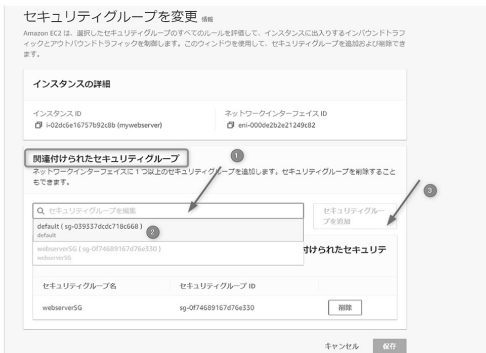 セキュリティグループを変更 情報
Amazon EC2 は、選択したセキュリティグループのすべてのルールを評価して、インスタンスに出入りするインバウンドトラフ
ィックとアウトバウンドトラフィックを制御します。このウィンドウを使用して、セキュリティグループを追加および削除でき
ます。
インスタンスの詳細
インスタンス ID
i-02dc6e16757b92c8b (mywebserver)
ネットワークインターフェイス ID
eni-000de2b2e21249c82
関連付けられたセキュリティグループ
ネットワークインターフェイスに 1 つ以上のセキュリティグループを追加します。セキュリティグループを削除すること
もできます。
1
3
セキュリティグループを編集
セキュリティグルー
プを追加
default ( sg-039337dcdc718c668 )
default
2
webserverSG ( sg-0f74689167d76e330 )
webserverSG
付けられたセキュリテ
セキュリティグループ名
セキュリティグループ ID
webserverSG
sg-0f74689167d76e330
削除
キャンセル
保存